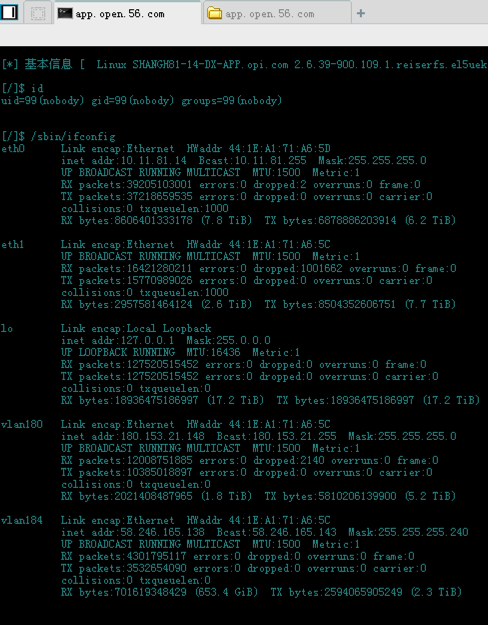 app.open.56.com
app.open.56.com
[*] 基本信息 [ Linux SHANGH81-14-DX-APP.opi.com 2.6.39-900.109.1.reiserfs.el5uek
[/]$ id
uid=99(nobody) gid=99(nobody) groups=99(nobody)
[/]$ /sbin/ifconfig
eth0 Link encap:Ethernet HWaddr 44:1E:A1:71:A6:5D
inet addr:10.11.81.14 Bcast:10.11.81.255 Mask:255.255.255.0
UP BROADCAST RUNNING MULTICAST MTU:1500 Metric:1
RX packets:39205103001 errors:0 dropped:2 overruns:0 frame:0
TX packets:37218659535 errors:0 dropped:0 overruns:0 carrier:0
collisions:0 txqueuelen:1000
RX bytes:8606401333178 (7.8 TiB) TX bytes:6878886203914 (6.2 TiB)
eth1 Link encap:Ethernet HWaddr 44:1E:A1:71:A6:5C
UP BROADCAST RUNNING MULTICAST MTU:1500 Metric:1
RX packets:16421280211 errors:0 dropped:1001662 overruns:0 frame:0
TX packets:15770989026 errors:0 dropped:0 overruns:0 carrier:0
collisions:0 txqueuelen:1000
RX bytes:2957581464124 (2.6 TiB) TX bytes:8504352606751 (7.7 TiB)
lo Link encap:Local Loopback
inet addr:127.0.0.1 Mask:255.0.0.0
UP LOOPBACK RUNNING MTU:16436 Metric:1
RX packets:127520515452 errors:0 dropped:0 overruns:0 frame:0
TX packets:127520515452 errors:0 dropped:0 overruns:0 carrier:0
collisions:0 txqueuelen:0
RX bytes:18936475186997 (17.2 TiB) TX bytes:18936475186997 (17.2 TiB)
vlan180 Link encap:Ethernet HWaddr 44:1E:A1:71:A6:5C
inet addr:180.153.21.148 Bcast:180.153.21.255 Mask:255.255.255.0
UP BROADCAST RUNNING MULTICAST MTU:1500 Metric:1
RX packets:12008751885 errors:0 dropped:2140 overruns:0 frame:0
TX packets:10385018897 errors:0 dropped:0 overruns:0 carrier:0
collisions:0 txqueuelen:0
RX bytes:2021408487965 (1.8 TiB) TX bytes:5810206139900 (5.2 TiB)
vlan184 Link encap:Ethernet HWaddr 44:1E:A1:71:A6:5C
inet addr:58.246.165.138 Bcast:58.246.165.143 Mask:255.255.255.240
UP BROADCAST RUNNING MULTICAST MTU:1500 Metric:1
RX packets:4301795117 errors:0 dropped:0 overruns:0 frame:0
TX packets:3532654090 errors:0 dropped:0 overruns:0 carrier:0
collisions:0 txqueuelen:0
RX bytes:701619348429 (653.4 GiB) TX bytes:2594065905249 (2.3 TiB)